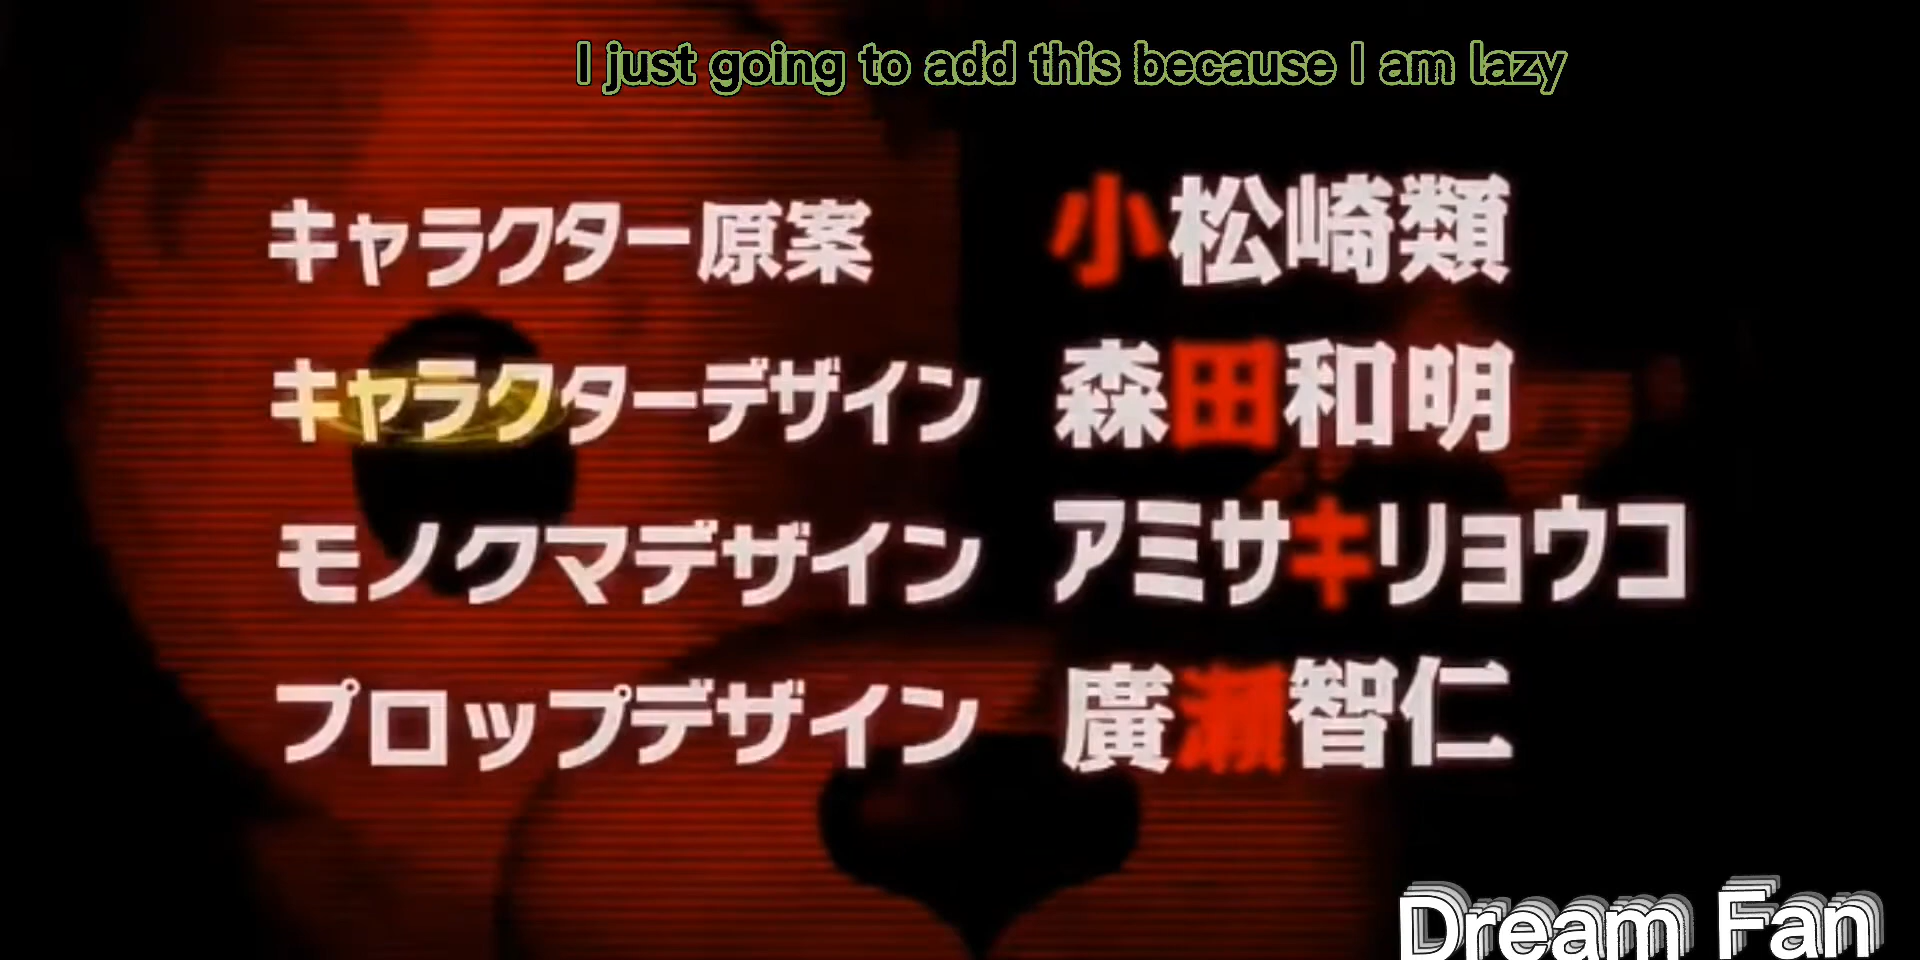 I just going to add this because I am lazy
キャラクター原案 小松崎類
キャラクターデザイン 森田和明
モノクマデザイン アミサキリョウコ
プロップデザイン 廣瀬智仁
Dream Fan